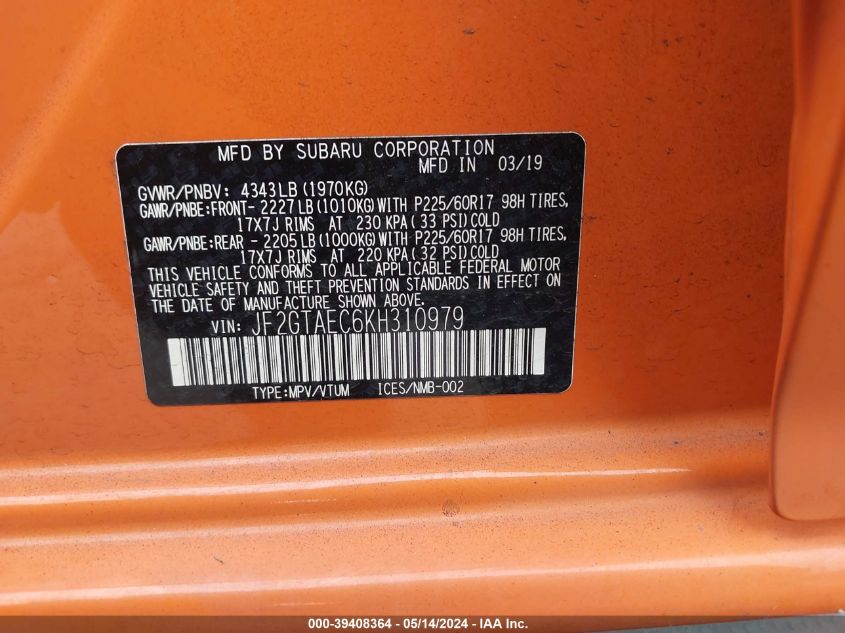 MFD BY SUBARU CORPORATION
MFD IN 03/19
GVWR/PNBV: 4343LB (1970KG)
GAWR/PNBE:FRONT- 2227LB (1010KG) WITH P225/60R17 98H TIRES,
17X7J RIMS AT 230 KPA (33 PSI) COLD
GAWR/PNBE:REAR - 2205LB (1000KG) WITH P225/60R17 98H TIRES,
17X7J RIMS AT 220 KPA (32 PSI) COLD
THIS VEHICLE CONFORMS TO ALL APPLICABLE FEDERAL MOTOR
VEHICLE SAFETY AND THEFT PREVENTION STANDARDS IN EFFECT ON
THE DATE OF MANUFACTURE SHOWN ABOVE.
VIN: JF2GTAEC6KH310979
TYPE:MPV/VTUM ICES/NMB-002
000-39408364 - 05/14/2024 - IAA Inc.